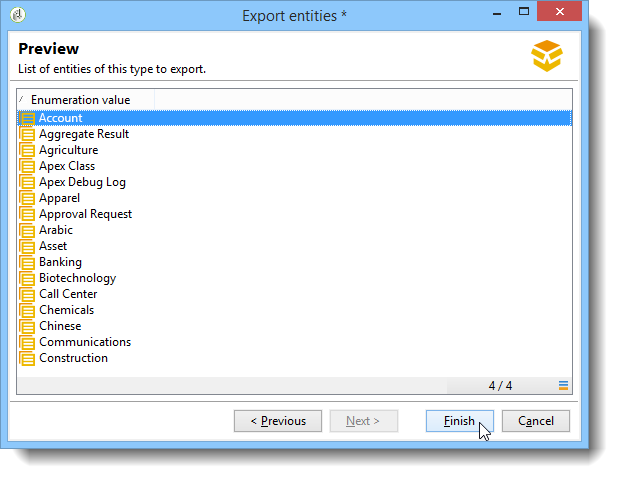 Export entities *
Preview
List of entities of this type to export.
Enumeration value
Account
Aggregate Result
Agriculture
Apex Class
Apex Debug Log
Apparel
Approval Request
Arabic
Asset
Banking
Biotechnology
Call Center
Chemicals
Chinese
Communications
Construction
4 / 4
< Previous Next > Finish Cancel